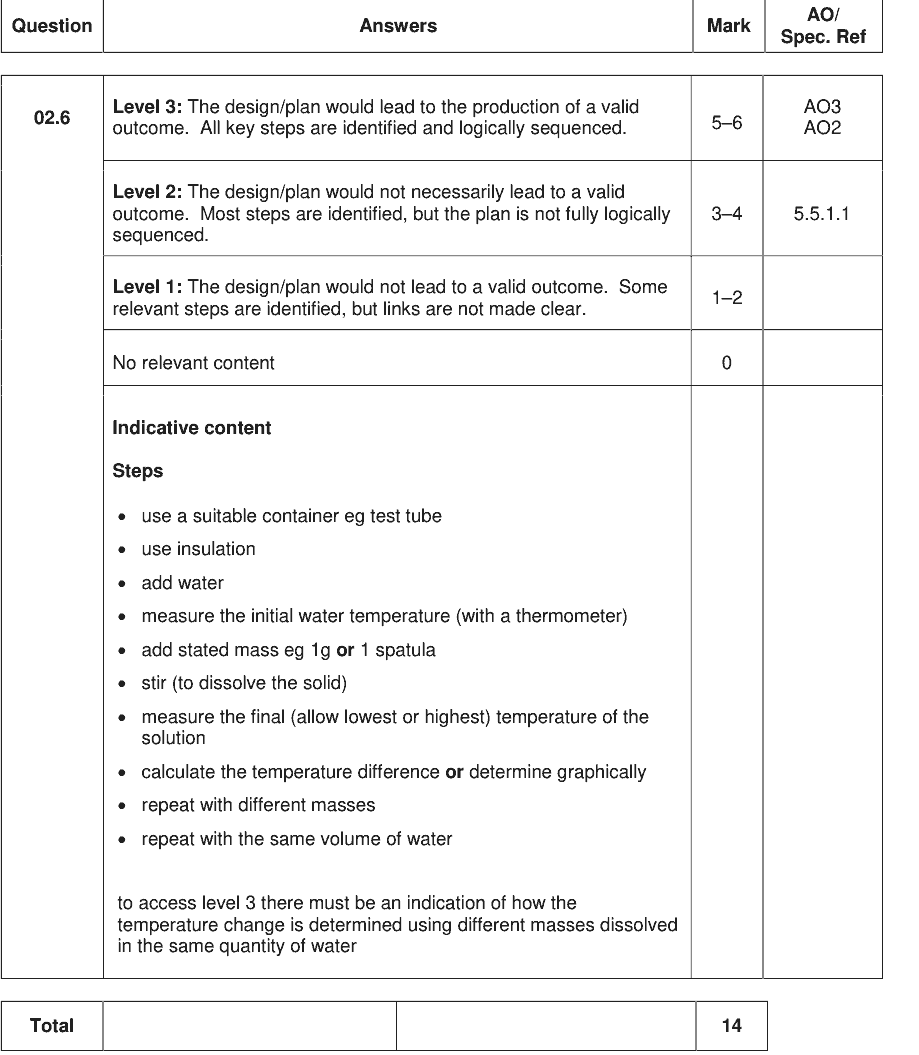 Question Answers Mark AO/
Spec. Ref
02.6 Level 3: The design/plan would lead to the production of a valid
outcome. All key steps are identified and logically sequenced. 5–6 AO3
AO2
Level 2: The design/plan would not necessarily lead to a valid
outcome. Most steps are identified, but the plan is not fully logically
sequenced. 3–4 5.5.1.1
Level 1: The design/plan would not lead to a valid outcome. Some
relevant steps are identified, but links are not made clear. 1–2
No relevant content 0
Indicative content
Steps
• use a suitable container eg test tube
• use insulation
• add water
• measure the initial water temperature (with a thermometer)
• add stated mass eg 1g or 1 spatula
• stir (to dissolve the solid)
• measure the final (allow lowest or highest) temperature of the
solution
• calculate the temperature difference or determine graphically
• repeat with different masses
• repeat with the same volume of water
to access level 3 there must be an indication of how the
temperature change is determined using different masses dissolved
in the same quantity of water
Total 14